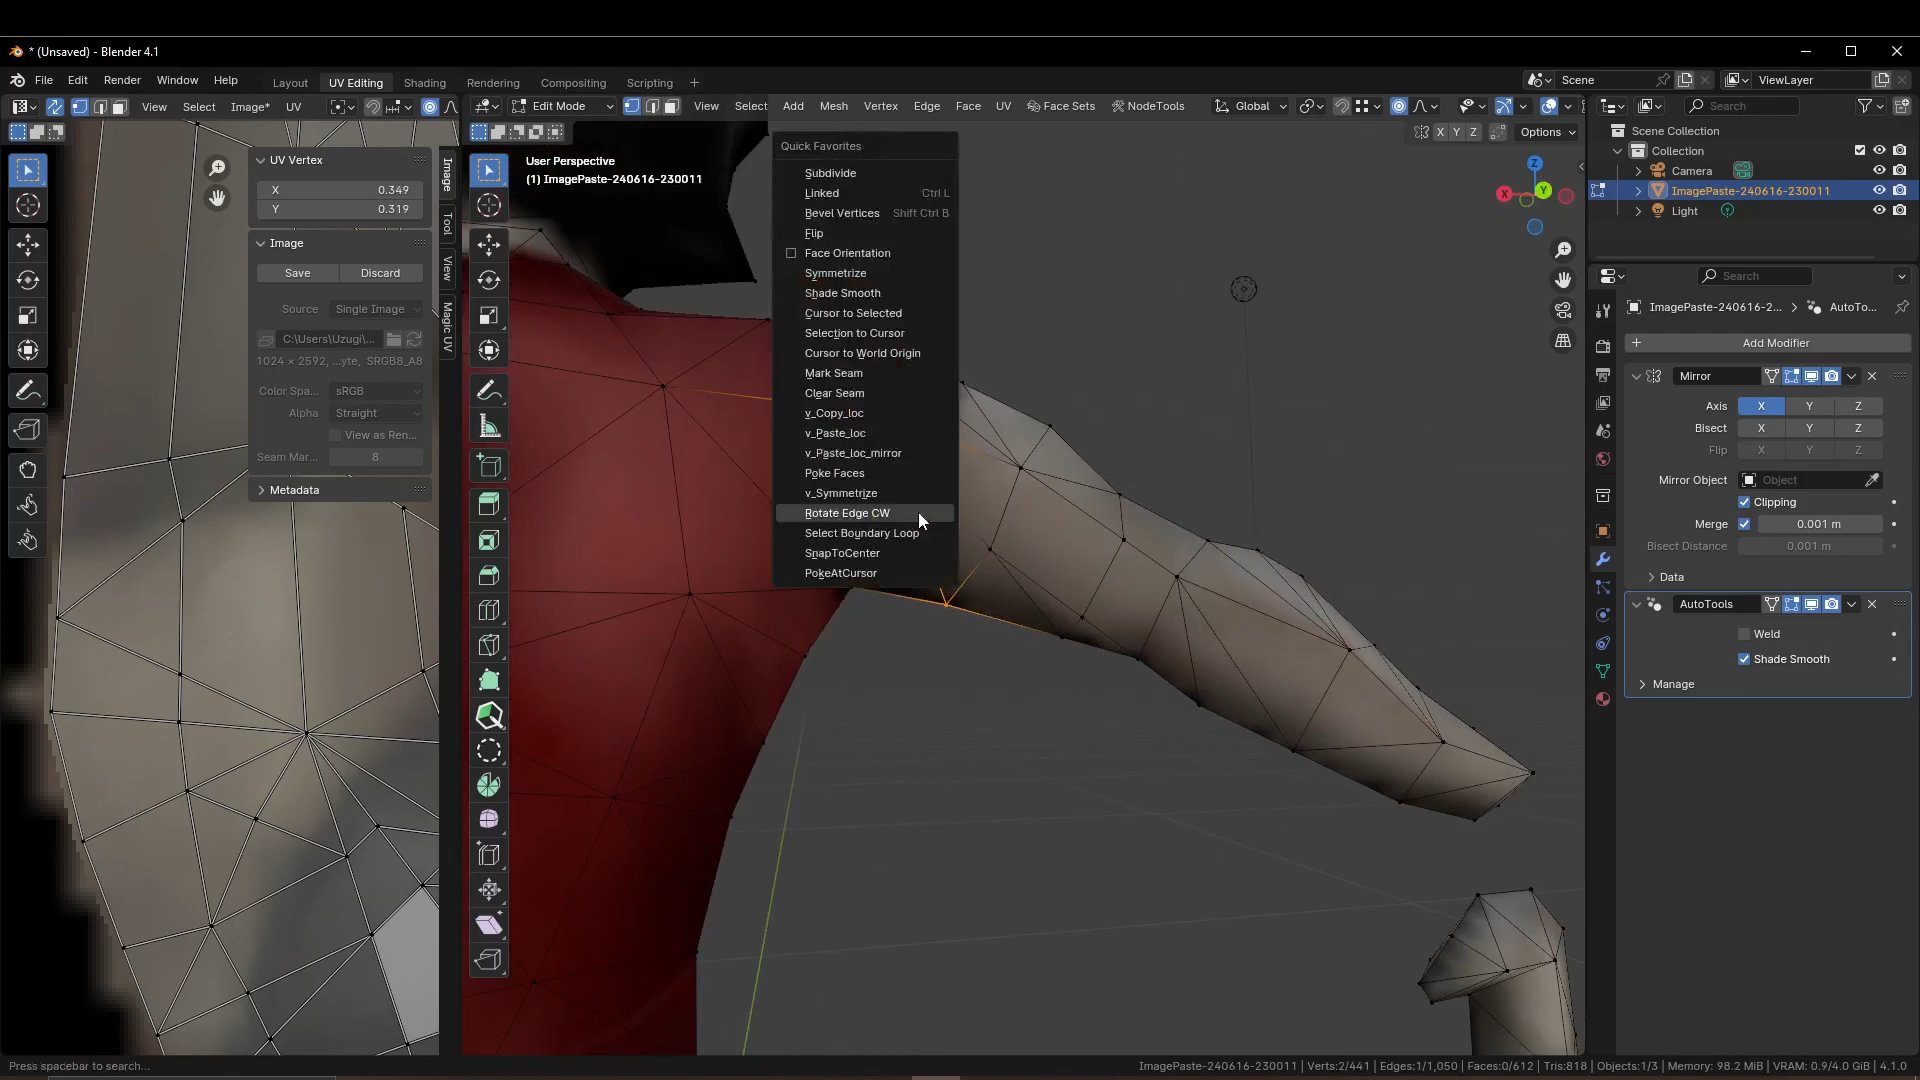 * (Unsaved) - Blender 4.1
File Edit Render Window Help Layout UV Editing Shading Rendering Compositing Scripting + Scene ViewLayer
View Select Image* UV Edit Mode View Select Add Mesh Vertex Edge Face UV Face Sets NodeTools Global Search
X Y Z Options
UV Vertex
X 0.349
Y 0.319
Image
Save Discard
Source Single Image
C:\Users\Uzugi\...
1024 × 2592, ...yte, SRGB8_A8
Color Spa... sRGB
Alpha Straight
View as Ren...
Seam Mar... 8
Metadata
Image
Tool
View
Magic UV
User Perspective
(1) ImagePaste-240616-230011
Quick Favorites
Subdivide
Linked Ctrl L
Bevel Vertices Shift Ctrl B
Flip
Face Orientation
Symmetrize
Shade Smooth
Cursor to Selected
Selection to Cursor
Cursor to World Origin
Mark Seam
Clear Seam
v_Copy_loc
v_Paste_loc
v_Paste_loc_mirror
Poke Faces
v_Symmetrize
Rotate Edge CW
Select Boundary Loop
SnapToCenter
PokeAtCursor
Z
X Y
Scene Collection
Collection
Camera
ImagePaste-240616-230011
Light
Search
ImagePaste-240616-2... > AutoTo...
+ Add Modifier
Mirror
Axis X Y Z
Bisect X Y Z
Flip X Y Z
Mirror Object Object
Clipping
Merge 0.001 m
Bisect Distance 0.001 m
Data
AutoTools
Weld
Shade Smooth
Manage
Press spacebar to search...
ImagePaste-240616-230011 | Verts:2/441 | Edges:1/1,050 | Faces:0/612 | Tris:818 | Objects:1/3 | Memory: 98.2 MiB | VRAM: 0.9/4.0 GiB | 4.1.0